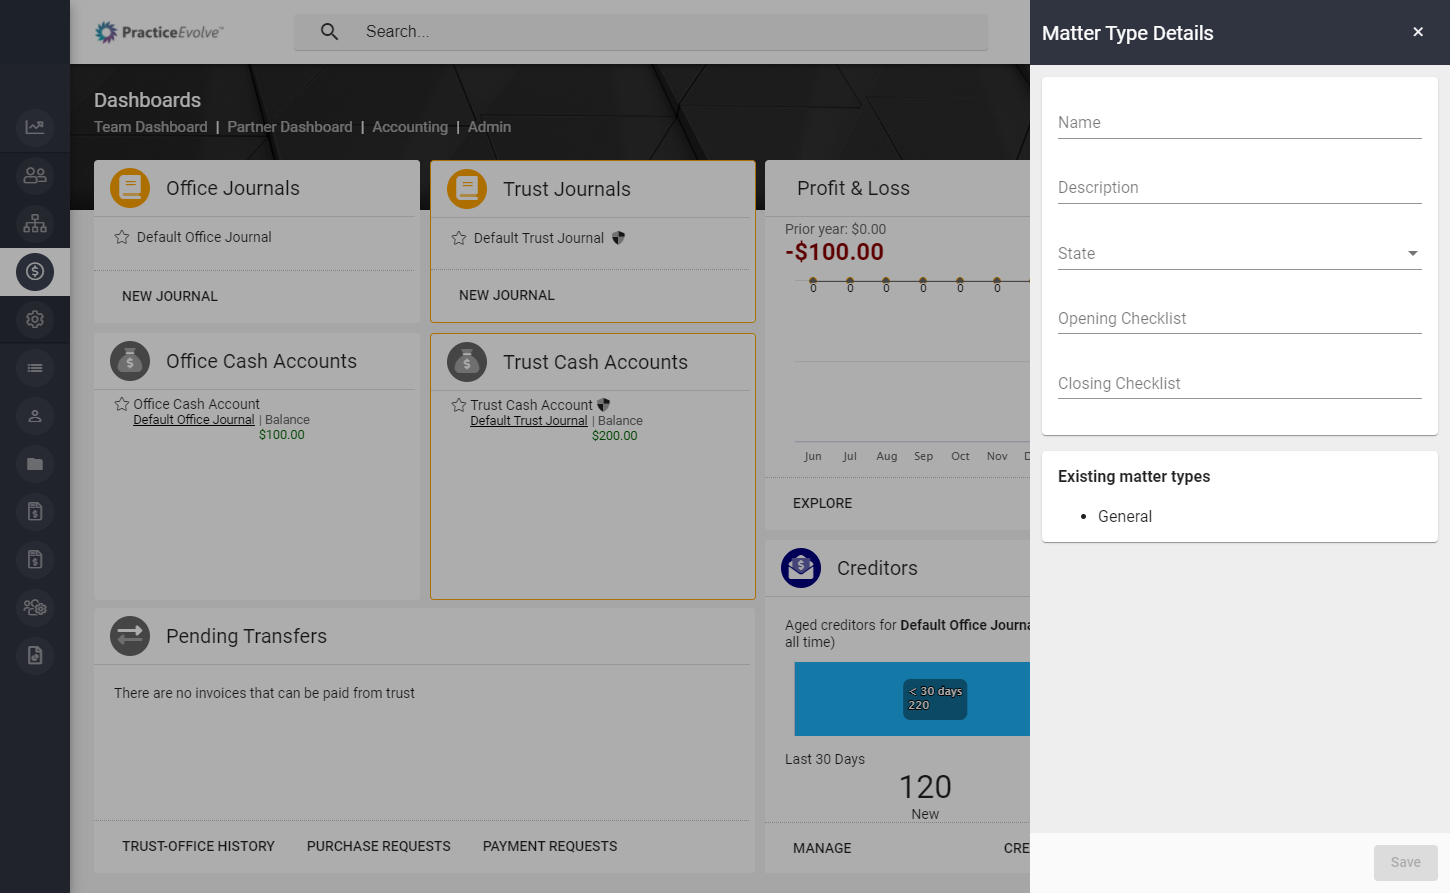 PracticeEvolve™
Search...
Dashboards
Team Dashboard | Partner Dashboard | Accounting | Admin
Office Journals
Default Office Journal
NEW JOURNAL
Trust Journals
Default Trust Journal
NEW JOURNAL
Profit & Loss
Prior year: $0.00
-$100.00
0 0 0 0 0 0
Jun Jul Aug Sep Oct Nov D
EXPLORE
Office Cash Accounts
Office Cash Account
Default Office Journal | Balance
$100.00
Trust Cash Accounts
Trust Cash Account
Default Trust Journal | Balance
$200.00
Creditors
Aged creditors for Default Office Journa
all time)
< 30 days
220
Last 30 Days
120
New
MANAGE CRE
Pending Transfers
There are no invoices that can be paid from trust
TRUST-OFFICE HISTORY PURCHASE REQUESTS PAYMENT REQUESTS
Matter Type Details
×
Name
Description
State
Opening Checklist
Closing Checklist
Existing matter types
• General
Save